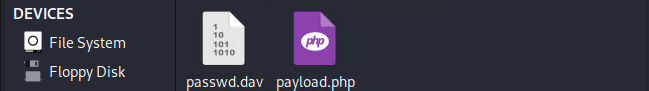 DEVICES
File System
Floppy Disk
1
10
101
1010
php
passwd.dav
payload.php